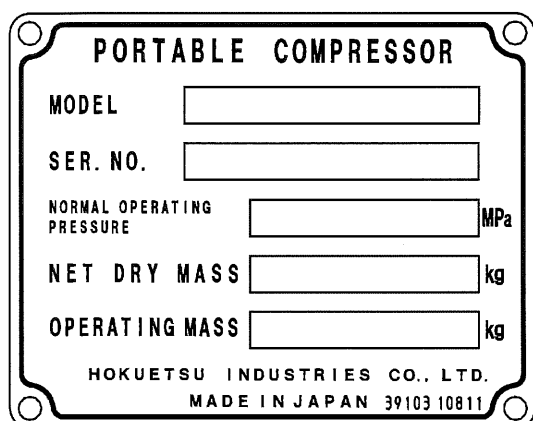 PORTABLE COMPRESSOR
MODEL
SER. NO.
NORMAL OPERATING
PRESSURE
MPa
NET DRY MASS
kg
OPERATING MASS
kg
HOKUETSU INDUSTRIES CO., LTD.
MADE IN JAPAN 39103 10811